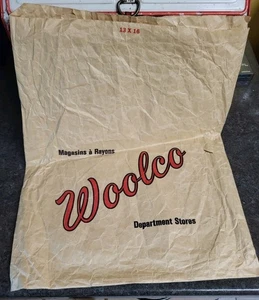 13 X 16
Magasins à Rayons
Woolco
Department Stores